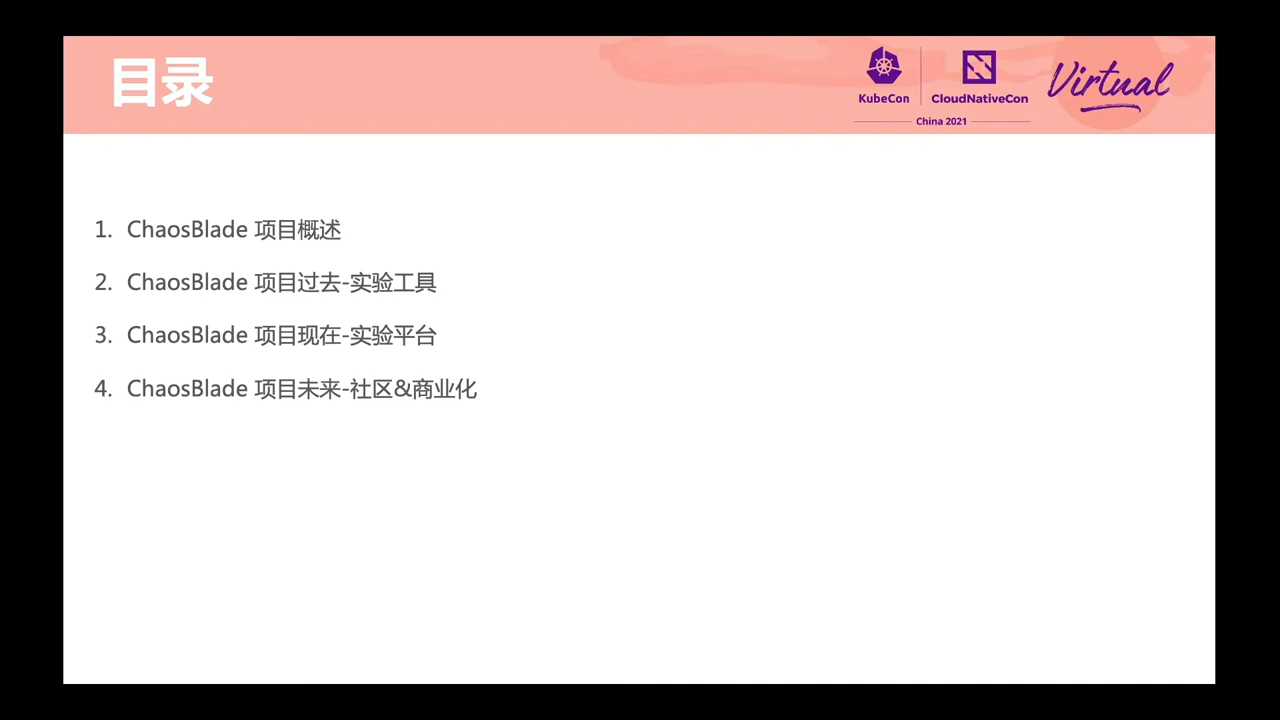 目录
KubeCon
CloudNativeCon
China 2021
Virtual
1. ChaosBlade 项目概述
2. ChaosBlade 项目过去-实验工具
3. ChaosBlade 项目现在-实验平台
4. ChaosBlade 项目未来-社区&商业化